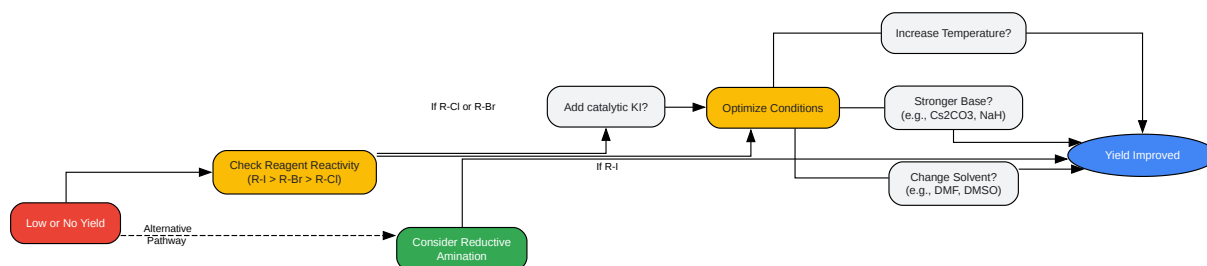 Increase Temperature?
If R-Cl or R-Br
Add catalytic KI?
Optimize Conditions
Stronger Base?
(e.g., Cs2CO3, NaH)
Check Reagent Reactivity
(R-I > R-Br > R-Cl)
If R-I
Yield Improved
Change Solvent?
(e.g., DMF, DMSO)
Low or No Yield
Alternative
Pathway
Consider Reductive
Amination